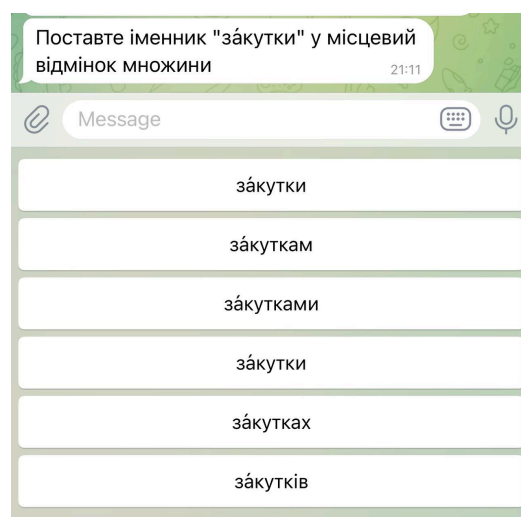 Поставте іменник "за́кутки" у місцевий
відмінок множини
21:11
Message
за́кутки
за́куткам
за́кутками
за́кутки
за́кутках
за́кутків